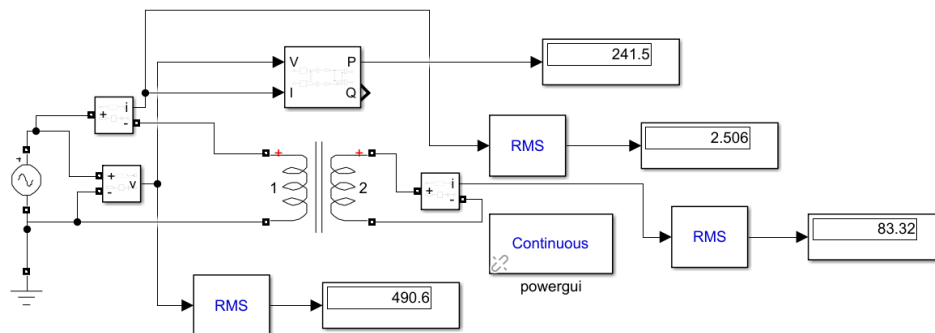 V
P
I
Q
241.5
+
i
-
RMS
2.506
+
+
+
v
-
1
2
+
i
-
Continuous
powergui
RMS
83.32
RMS
490.6